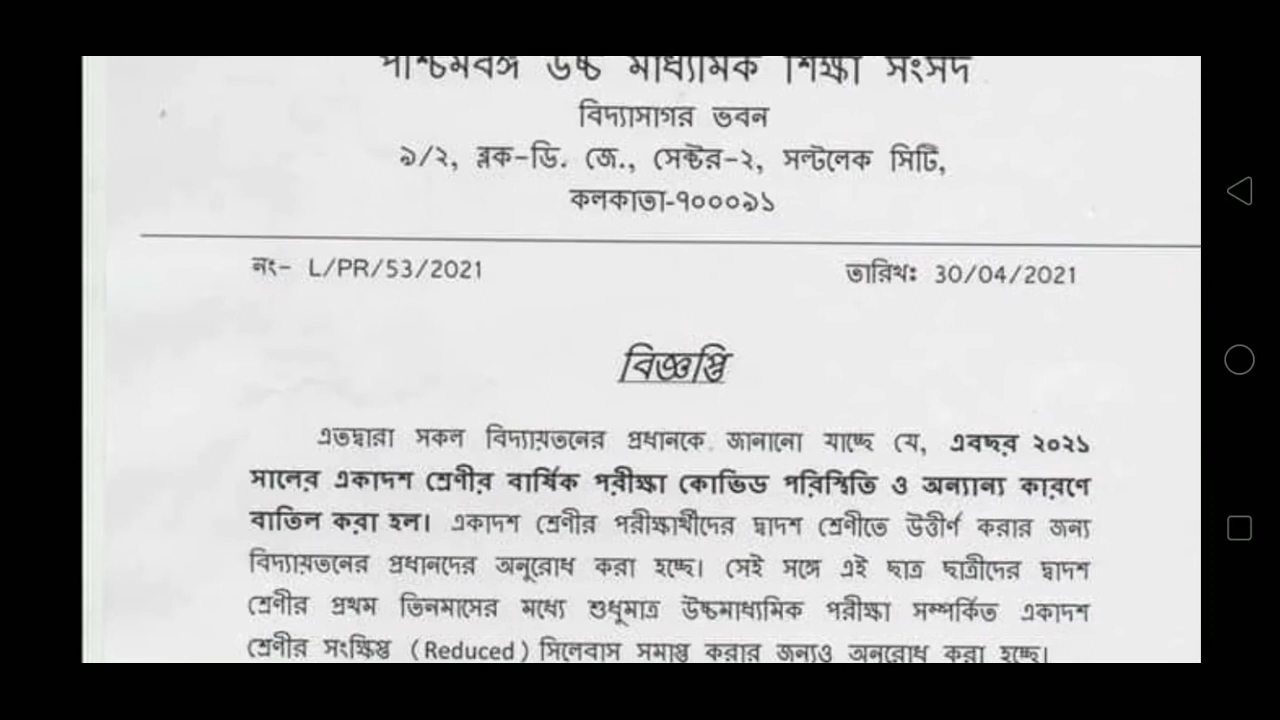 পশ্চিমবঙ্গ উচ্চ মাধ্যমিক শিক্ষা সংসদ
বিদ্যাসাগর ভবন
৯/২, ব্লক-ডি. জে., সেক্টর-২, সল্টলেক সিটি,
কলকাতা-৭০০০৯১
নং- L/PR/53/2021 তারিখঃ 30/04/2021
বিজ্ঞপ্তি
এতদ্বারা সকল বিদ্যায়তনের প্রধানকে জানানো যাচ্ছে যে, এবছর ২০২১
সালের একাদশ শ্রেণীর বার্ষিক পরীক্ষা কোভিড পরিস্থিতি ও অন্যান্য কারণে
বাতিল করা হল। একাদশ শ্রেণীর পরীক্ষার্থীদের দ্বাদশ শ্রেণীতে উত্তীর্ণ করার জন্য
বিদ্যায়তনের প্রধানদের অনুরোধ করা হচ্ছে। সেই সঙ্গে এই ছাত্র ছাত্রীদের দ্বাদশ
শ্রেণীর প্রথম তিনমাসের মধ্যে শুধুমাত্র উচ্চমাধ্যমিক পরীক্ষা সম্পর্কিত একাদশ
শ্রেণীর সংক্ষিপ্ত (Reduced) সিলেবাস সমাপ্ত করার জন্যও অনুরোধ করা হচ্ছে।